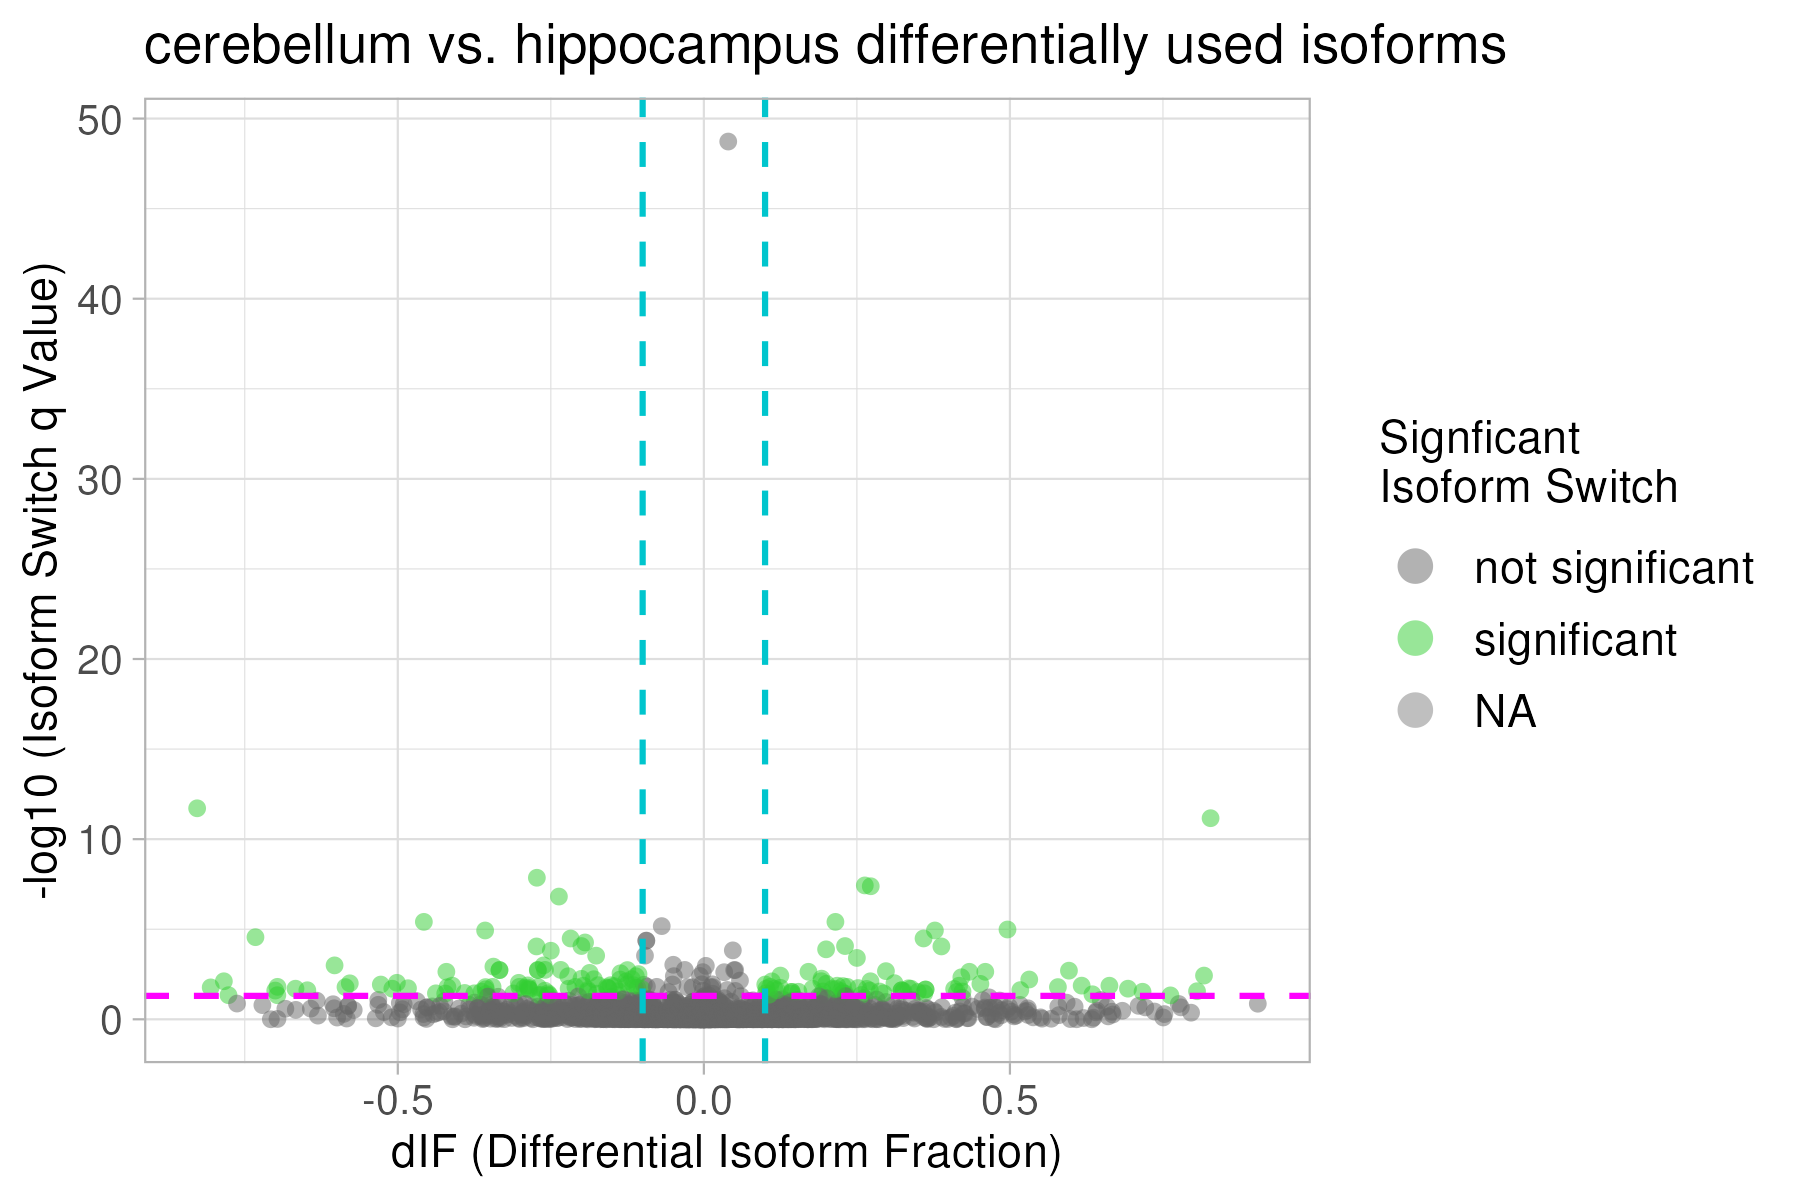 cerebellum vs. hippocampus differentially used isoforms
-log10 (Isoform Switch q Value)
50
40
30
20
10
0
-0.5
0.0
0.5
dIF (Differential Isoform Fraction)
Signficant
Isoform Switch
not significant
significant
NA